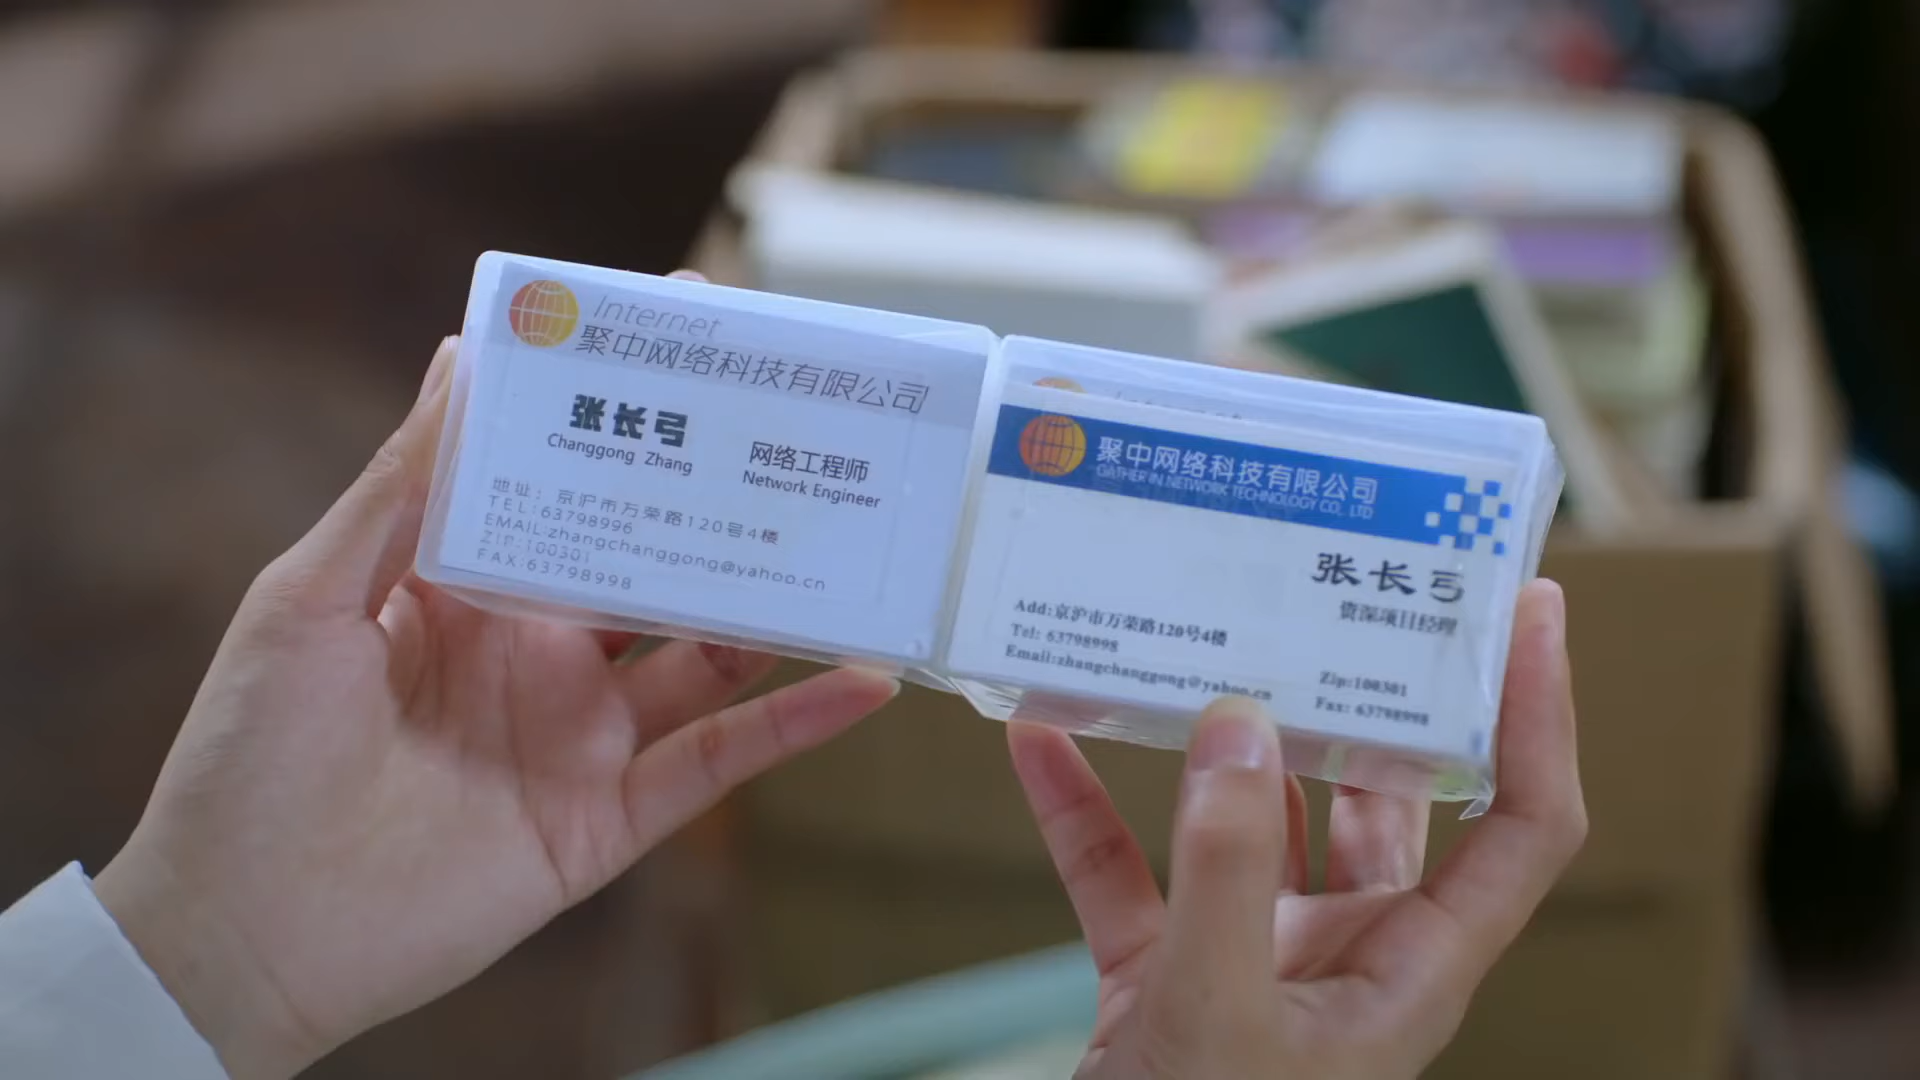 Internet
聚中网络科技有限公司
张长弓
Changgong Zhang
网络工程师
Network Engineer
地址：京沪市万荣路120号4楼
TEL:63798996
EMAIL:zhangchanggong@yahoo.cn
ZIP:100301
FAX:63798998
Internet
聚中网络科技有限公司
GATHER IN NETWORK TECHNOLOGY CO., LTD
张长弓
资深项目经理
Add:京沪市万荣路120号4楼
Tel: 63798998
Email:zhangchanggong@yahoo.cn
Zip:100301
Fax: 63798998